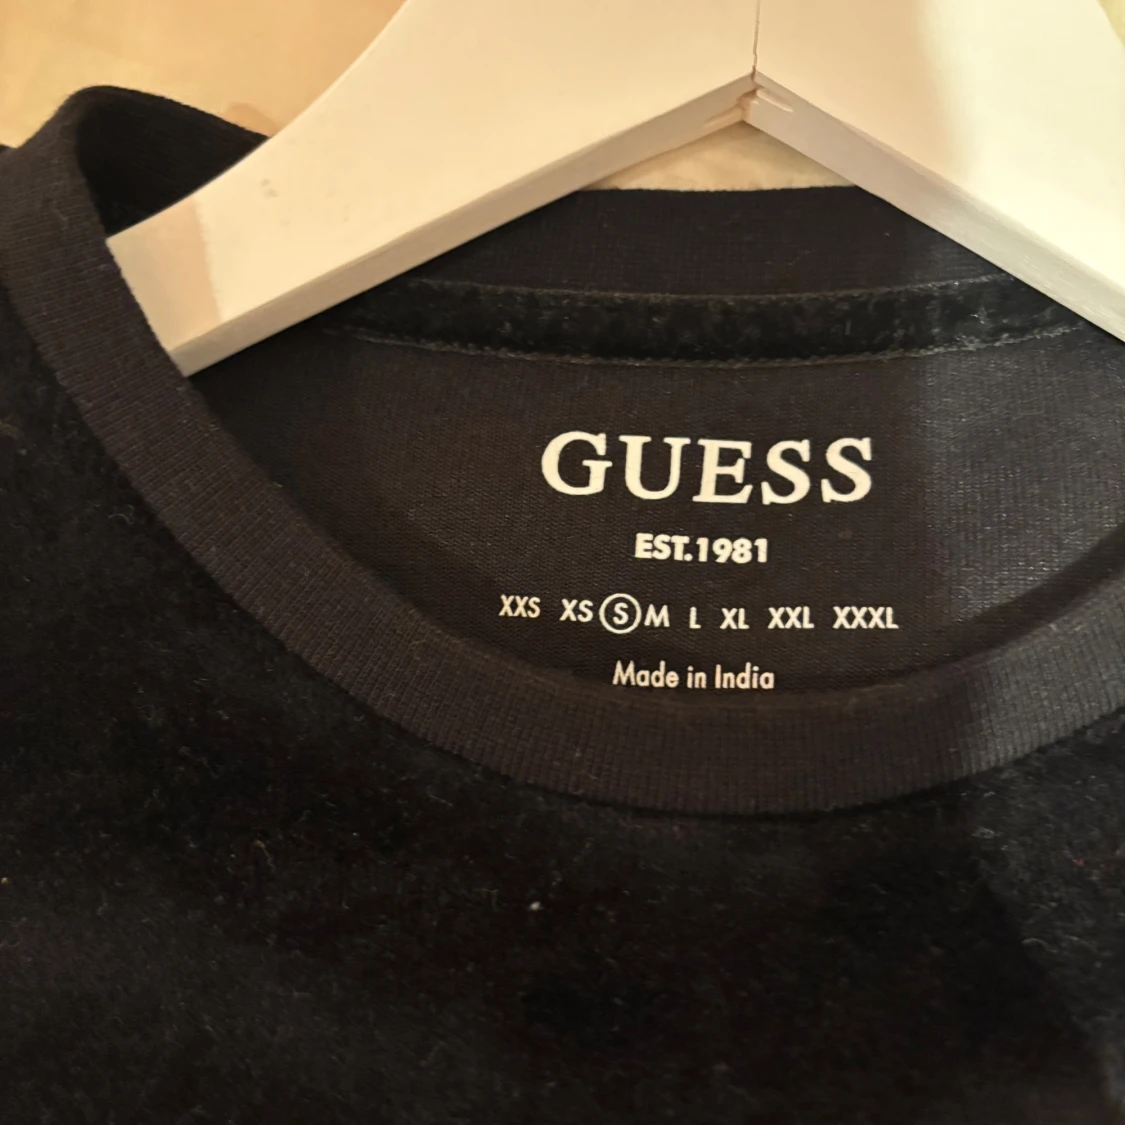 GUESS
EST.1981
XXS XS S M L XL XXL XXXL
Made in India